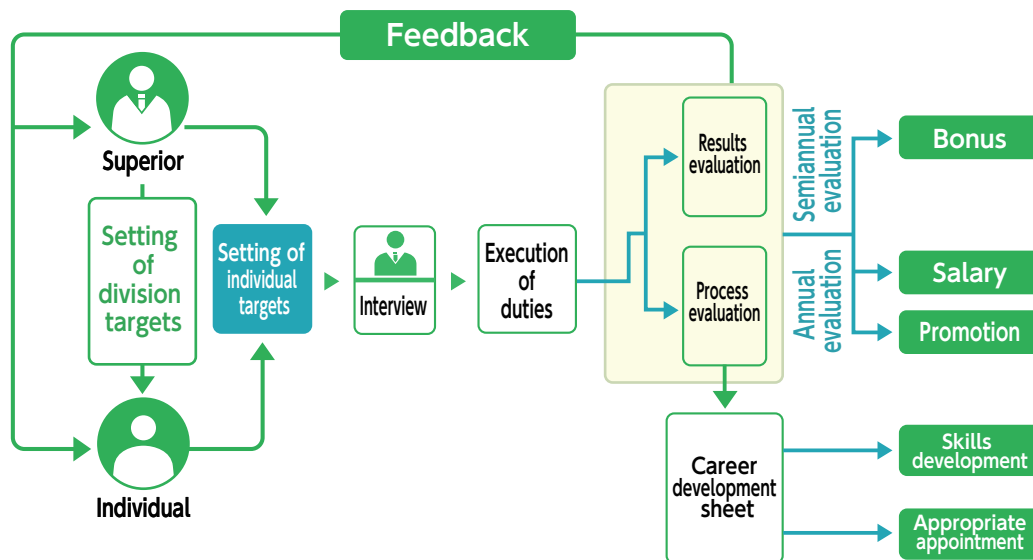 Feedback
Superior
Setting
of
division
targets
Individual
Setting of
individual
targets
Interview
Execution
of
duties
Results
evaluation
Process
evaluation
Semiannual
evaluation
Annual
evaluation
Bonus
Salary
Promotion
Career
development
sheet
Skills
development
Appropriate
appointment